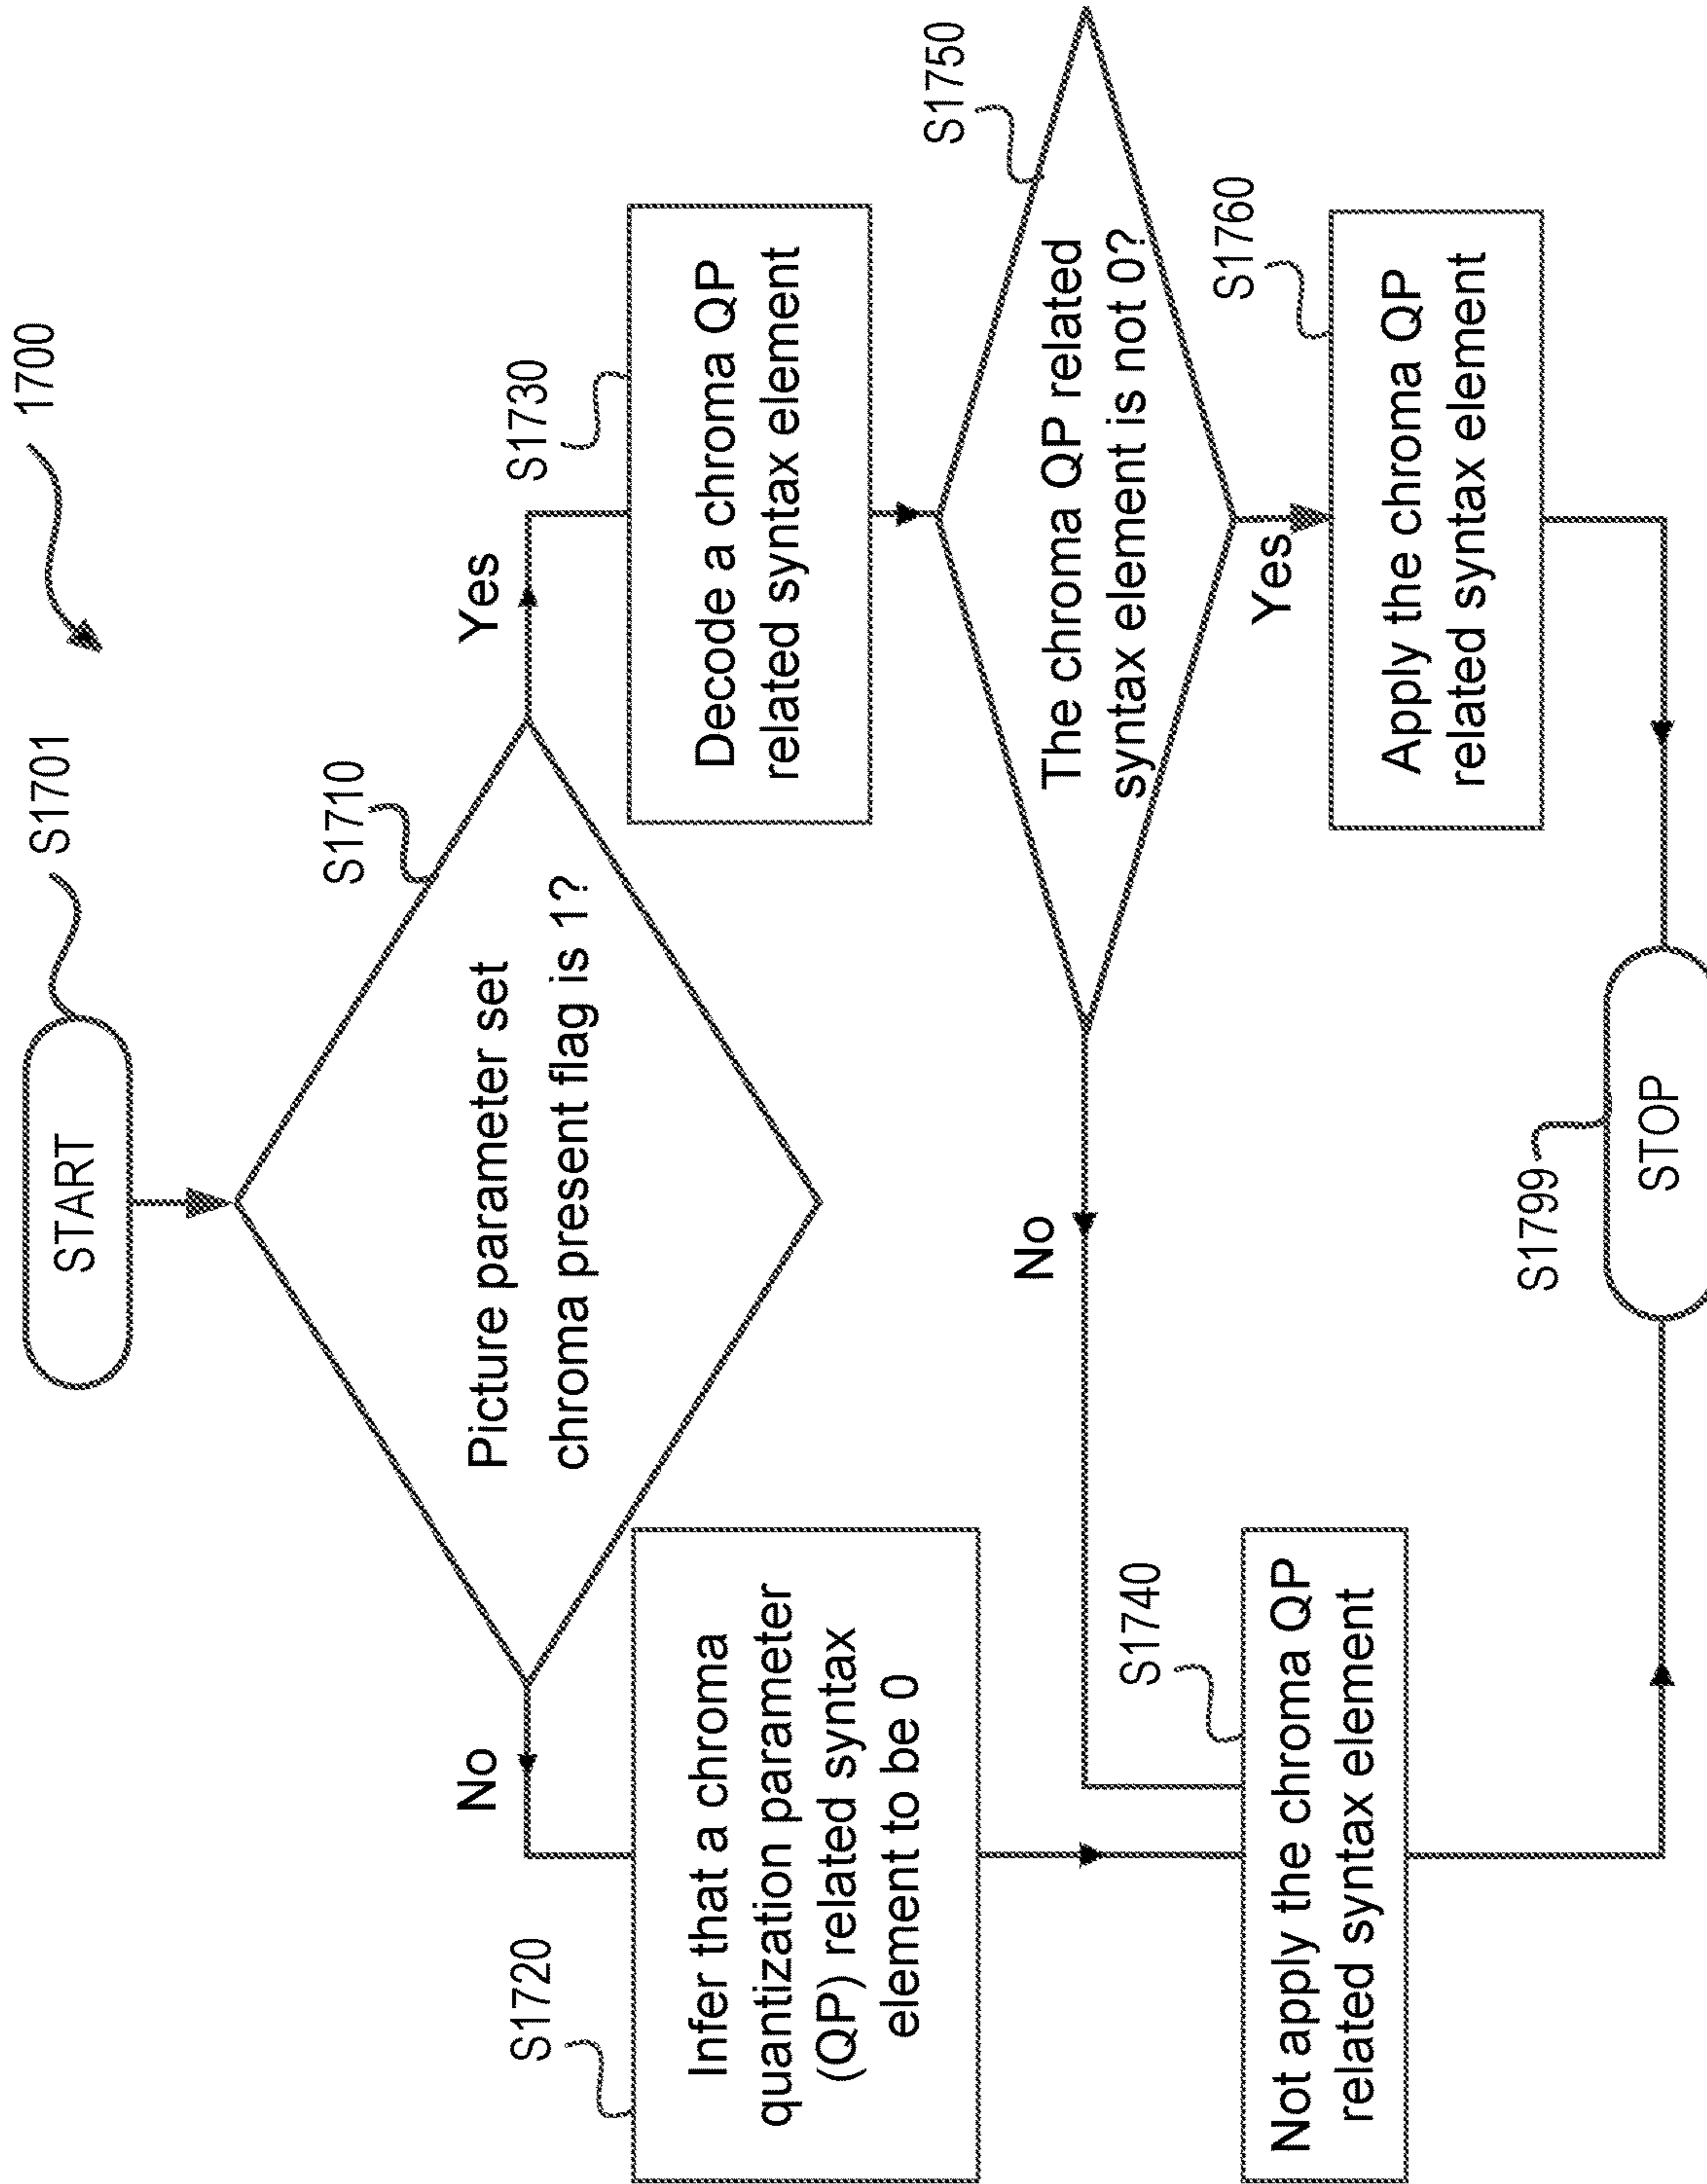 1700
S1701
START
S1710
Picture parameter set
chroma present flag is 1?
No
Yes
S1720
Infer that a chroma
quantization parameter
(QP) related syntax
element to be 0
S1730
Decode a chroma QP
related syntax element
S1750
The chroma QP related
syntax element is not 0?
No
Yes
S1740
Not apply the chroma QP
related syntax element
S1760
Apply the chroma QP
related syntax element
S1799
STOP